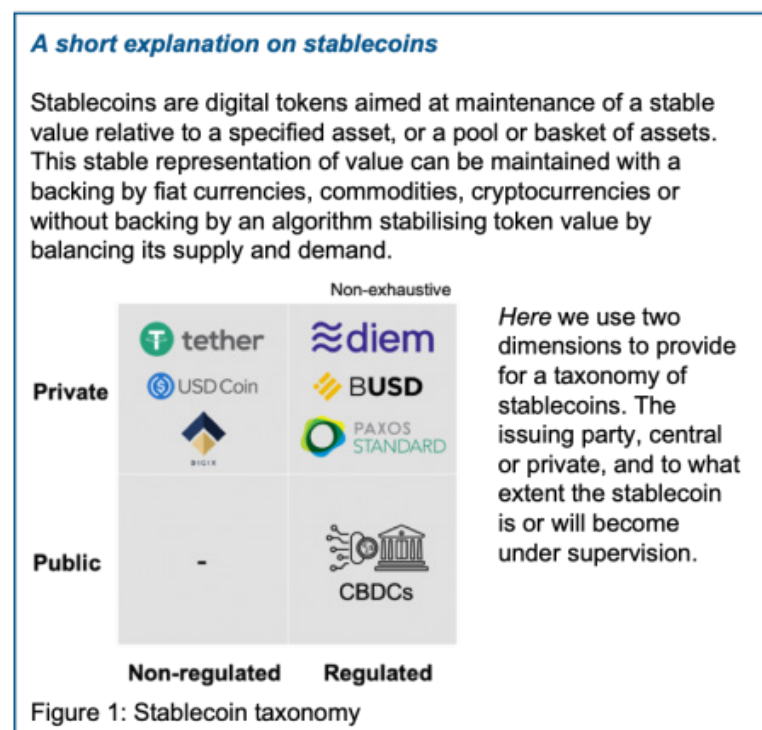 A short explanation on stablecoins
Stablecoins are digital tokens aimed at maintenance of a stable
value relative to a specified asset, or a pool or basket of assets.
This stable representation of value can be maintained with a
backing by fiat currencies, commodities, cryptocurrencies or
without backing by an algorithm stabilising token value by
balancing its supply and demand.
Non-exhaustive
Private
tether
USD Coin
DIGIX
diem
BUSD
PAXOS
STANDARD
Public
-
CBDCs
Non-regulated
Regulated
Here we use two
dimensions to provide
for a taxonomy of
stablecoins. The
issuing party, central
or private, and to what
extent the stablecoin
is or will become
under supervision.
Figure 1: Stablecoin taxonomy